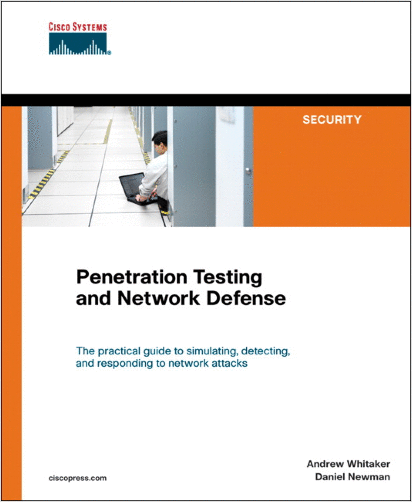 CISCO SYSTEMS
®
SECURITY
Penetration Testing
and Network Defense
The practical guide to simulating, detecting,
and responding to network attacks
Andrew Whitaker
ciscopress.com
Daniel Newman